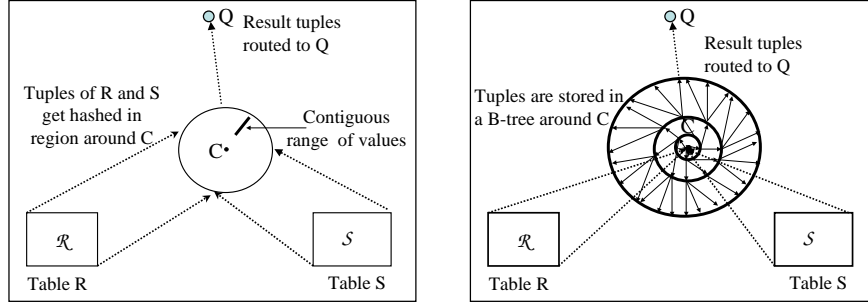 Q
Result tuples
routed to Q
Tuples of R and S
get hashed in
region around C
Contiguous
range of values
C
R
S
Table R
Table S
Q
Result tuples
routed to Q
Tuples are stored in
a B-tree around C
C
R
S
Table R
Table S